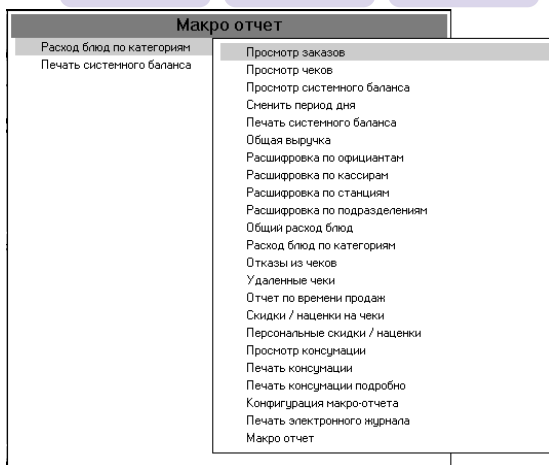 Макро отчет
Расход блюд по категориям
Печать системного баланса
Просмотр заказов
Просмотр чеков
Просмотр системного баланса
Сменить период дня
Печать системного баланса
Общая выручка
Расшифровка по официантам
Расшифровка по кассирам
Расшифровка по станциям
Расшифровка по подразделениям
Общий расход блюд
Расход блюд по категориям
Отказы из чеков
Удаленные чеки
Отчет по времени продаж
Скидки / наценки на чеки
Персональные скидки / наценки
Просмотр консумации
Печать консумации
Печать консумации подробно
Конфигурация макро-отчета
Печать электронного журнала
Макро отчет